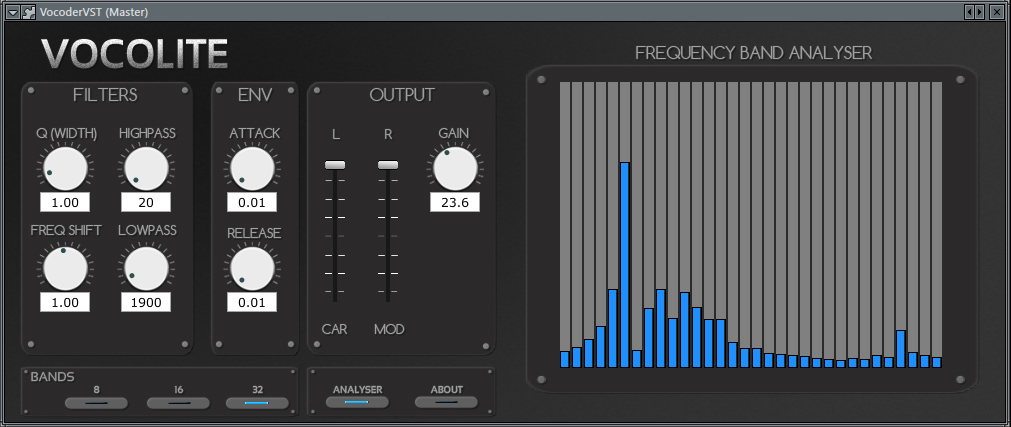 VocoderVST (Master)
VOCOLITE
FREQUENCY BAND ANALYSER
FILTERS
Q (WIDTH) HIGHPASS
1.00 20
FREQ SHIFT LOWPASS
1.00 1900
ENV
ATTACK
0.01
RELEASE
0.01
OUTPUT
L R GAIN
23.6
CAR MOD
BANDS
8 16 32
ANALYSER ABOUT